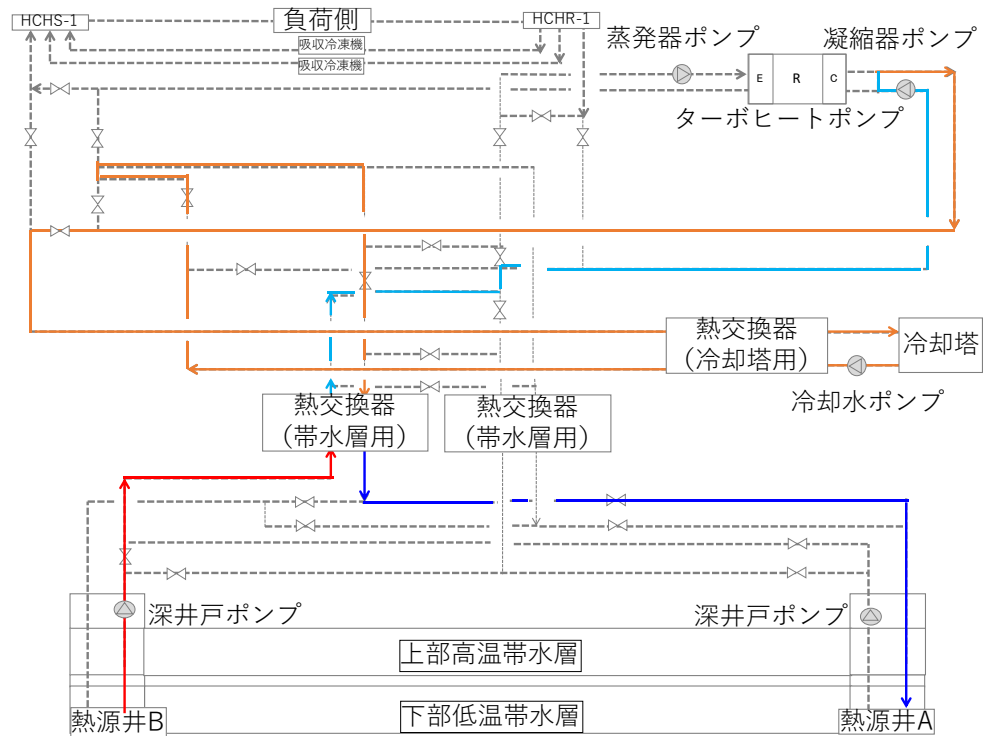 HCHS-1
負荷側
HCHR-1
吸収冷凍機
吸収冷凍機
蒸発器ポンプ
凝縮器ポンプ
E
R
C
ターボヒートポンプ
熱交換器
(冷却塔用)
冷却塔
冷却水ポンプ
熱交換器
(帯水層用)
熱交換器
(帯水層用)
深井戸ポンプ
深井戸ポンプ
上部高温帯水層
下部低温帯水層
熱源井B
熱源井A